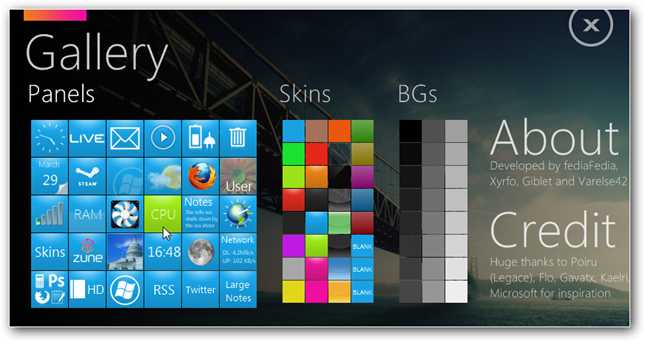 Gallery
Panels
Skins
BGs
LIVE
March
29
STEAM
User
RAM
CPU
Notes
Skins
zune
16:48
Network
Ps
HD
RSS
Twitter
Large
Notes
BLANK
BLANK
BLANK
About
Developed by fediaFedia,
Xyrfo, Giblet and Varelse42
Credit
Huge thanks to Poiru
(Legace), Flo, Gavatx, Kaelri,
Microsoft for inspiration